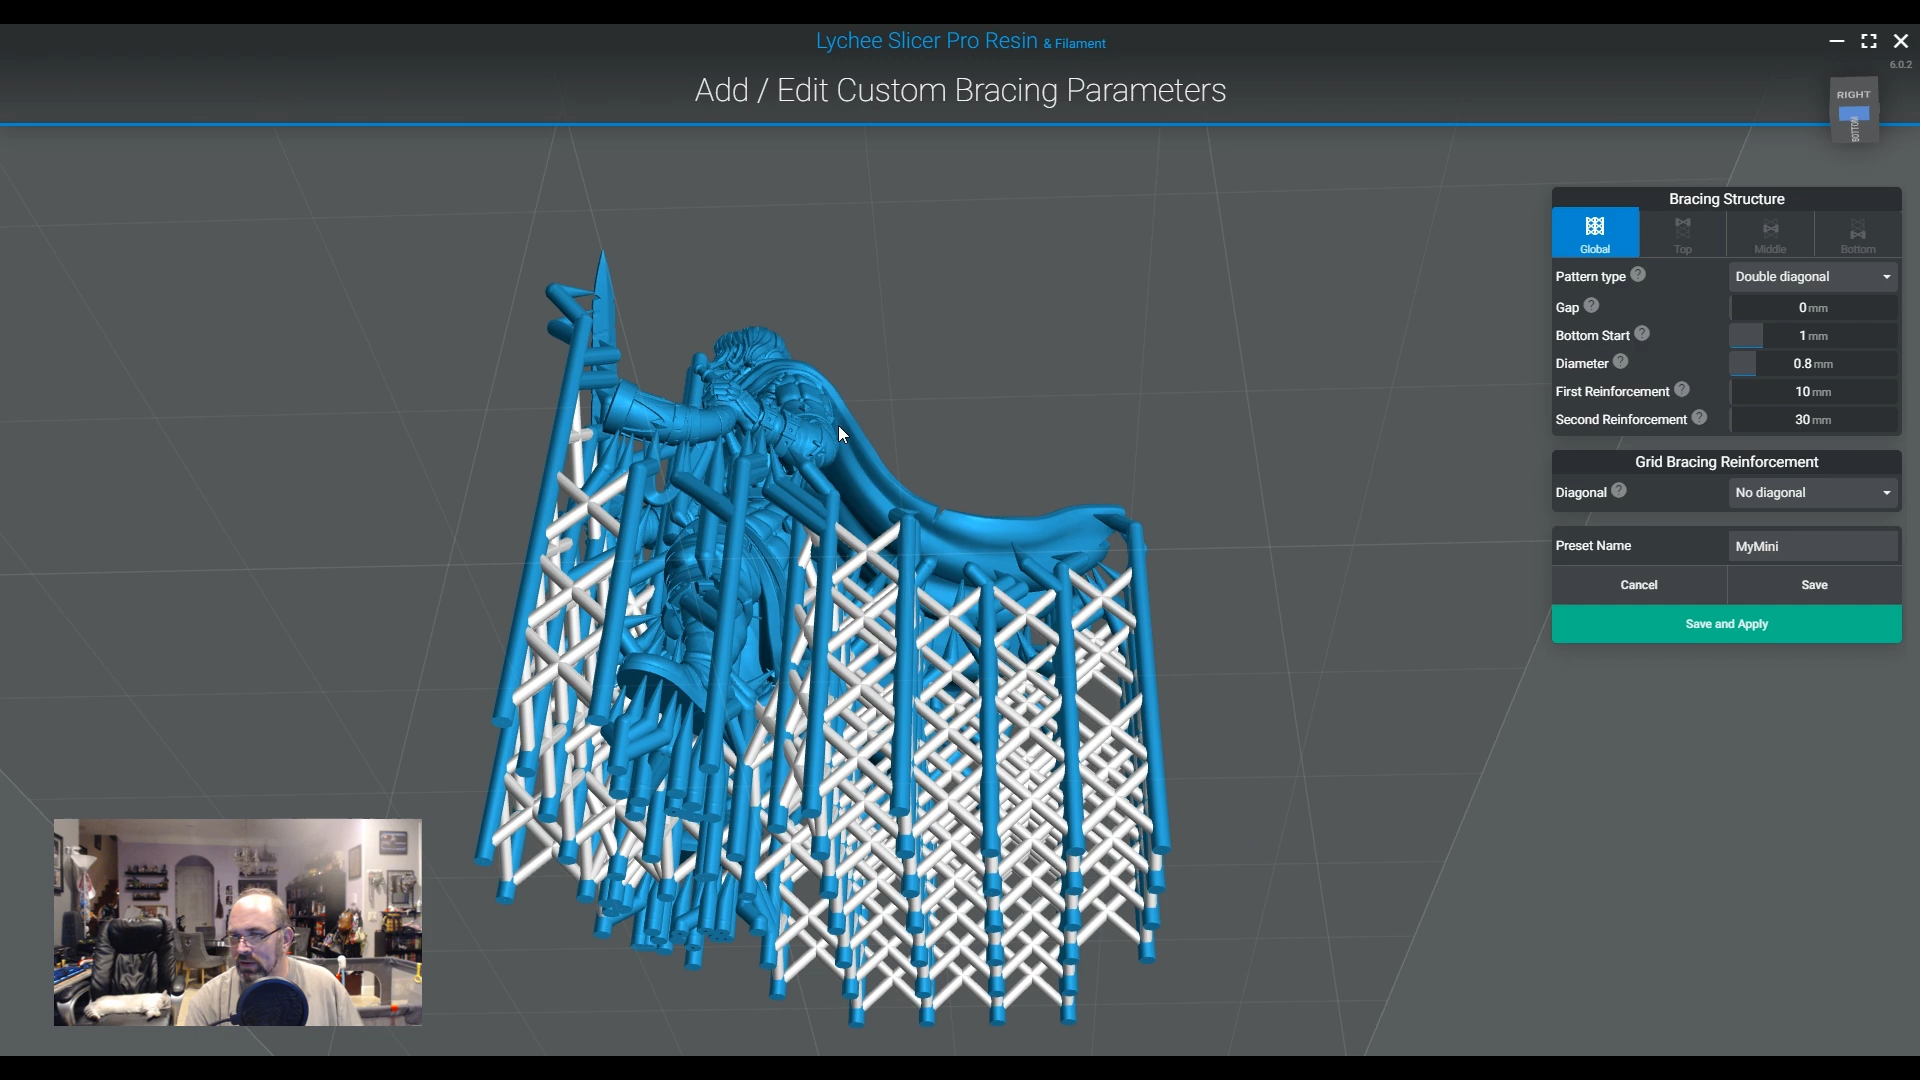 Lychee Slicer Pro Resin & Filament
6.0.2
Add / Edit Custom Bracing Parameters
RIGHT
BOTTOM
Bracing Structure
Global Top Middle Bottom
Pattern type ? Double diagonal
Gap ? 0 mm
Bottom Start ? 1 mm
Diameter ? 0.8 mm
First Reinforcement ? 10 mm
Second Reinforcement ? 30 mm
Grid Bracing Reinforcement
Diagonal ? No diagonal
Preset Name MyMini
Cancel Save
Save and Apply